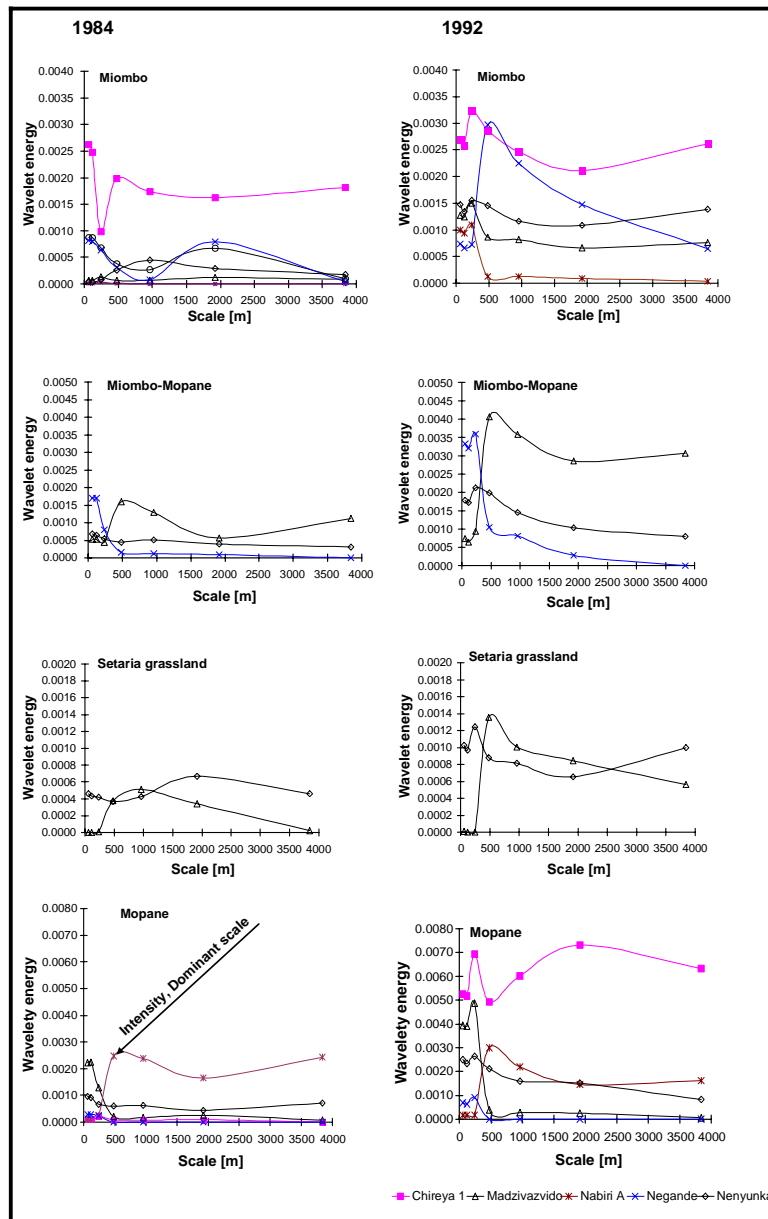 1984
1992
Miombo
Wavelet energy
0.0040
0.0035
0.0030
0.0025
0.0020
0.0015
0.0010
0.0005
0.0000
0 500 1000 1500 2000 2500 3000 3500 4000
Scale [m]
Miombo
Wavelet energy
0.0040
0.0035
0.0030
0.0025
0.0020
0.0015
0.0010
0.0005
0.0000
0 500 1000 1500 2000 2500 3000 3500 4000
Scale [m]
Miombo-Mopane
Wavelet energy
0.0050
0.0045
0.0040
0.0035
0.0030
0.0025
0.0020
0.0015
0.0010
0.0005
0.0000
0 500 1000 1500 2000 2500 3000 3500 4000
Scale [m]
Miombo-Mopane
Wavelet energy
0.0050
0.0045
0.0040
0.0035
0.0030
0.0025
0.0020
0.0015
0.0010
0.0005
0.0000
0 500 1000 1500 2000 2500 3000 3500 4000
Scale [m]
Setaria grassland
Wavelet energy
0.0020
0.0018
0.0016
0.0014
0.0012
0.0010
0.0008
0.0006
0.0004
0.0002
0.0000
0 500 1000 1500 2000 2500 3000 3500 4000
Scale [m]
Setaria grassland
Wavelet energy
0.0020
0.0018
0.0016
0.0014
0.0012
0.0010
0.0008
0.0006
0.0004
0.0002
0.0000
0 500 1000 1500 2000 2500 3000 3500 4000
Scale [m]
Mopane
Wavelety energy
0.0080
0.0070
0.0060
0.0050
0.0040
0.0030
0.0020
0.0010
0.0000
Intensity, Dominant scale
0 500 1000 1500 2000 2500 3000 3500 4000
Scale [m]
Mopane
Wavelety energy
0.0080
0.0070
0.0060
0.0050
0.0040
0.0030
0.0020
0.0010
0.0000
0 500 1000 1500 2000 2500 3000 3500 4000
Scale [m]
Chireya 1 Madzivazvido Nabiri A Negande Nenyunka